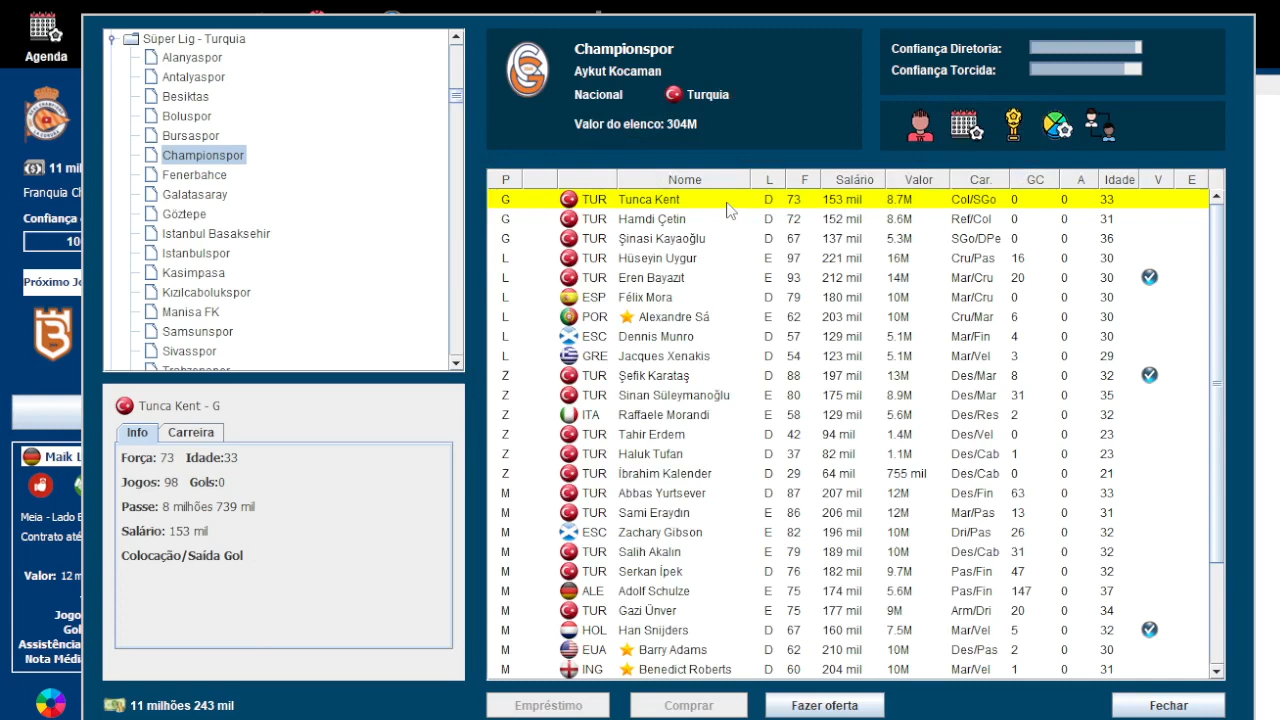 Agenda
11 mil
Franquia Ch
Confiança
10
Próximo Jo
Maik L
Meia - Lado E
Contrato até
Valor: 12 m
Jogo
Gol
Assistência
Nota Médi
Süper Lig - Turquia
Alanyaspor
Antalyaspor
Besiktas
Boluspor
Bursaspor
Championspor
Fenerbahce
Galatasaray
Göztepe
Istanbul Basaksehir
Istanbulspor
Kasimpasa
Kızılcabolukspor
Manisa FK
Samsunspor
Sivasspor
Tunca Kent - G
Info Carreira
Força: 73 Idade:33
Jogos: 98 Gols:0
Passe: 8 milhões 739 mil
Salário: 153 mil
Colocação/Saída Gol
11 milhões 243 mil
Championspor
Aykut Kocaman
Nacional Turquia
Valor do elenco: 304M
Confiança Diretoria:
Confiança Torcida:
P Nome L F Salário Valor Car. GC A Idade V E
G TUR Tunca Kent D 73 153 mil 8.7M Col/SGo 0 0 33
G TUR Hamdi Çetin D 72 152 mil 8.6M Ref/Col 0 0 31
G TUR Şinasi Kayaoğlu D 67 137 mil 5.3M SGo/DPe 0 0 36
L TUR Hüseyin Uygur E 97 221 mil 16M Cru/Pas 16 0 30
L TUR Eren Bayazıt E 93 212 mil 14M Mar/Cru 20 0 30
L ESP Félix Mora D 79 180 mil 10M Mar/Cru 0 0 30
L POR Alexandre Sá E 62 203 mil 10M Cru/Mar 6 0 30
L ESC Dennis Munro D 57 129 mil 5.1M Mar/Fin 4 0 30
L GRE Jacques Xenakis D 54 123 mil 5.1M Mar/Vel 3 0 29
Z TUR Şefik Karataş D 88 197 mil 13M Des/Mar 8 0 32
Z TUR Sinan Süleymanoğlu E 80 175 mil 8.9M Des/Mar 31 0 35
Z ITA Raffaele Morandi E 58 129 mil 5.6M Des/Res 2 0 32
Z TUR Tahir Erdem D 42 94 mil 1.4M Des/Vel 0 0 23
Z TUR Haluk Tufan D 37 82 mil 1.1M Des/Cab 0 0 23
Z TUR İbrahim Kalender D 29 64 mil 755 mil Des/Cab 1 0 21
M TUR Abbas Yurtsever D 87 207 mil 12M Des/Fin 63 0 33
M TUR Sami Eraydın E 86 206 mil 12M Mar/Pas 13 0 31
M ESC Zachary Gibson E 82 196 mil 10M Dri/Pas 26 0 32
M TUR Salih Akalın E 79 189 mil 10M Des/Cab 31 0 32
M TUR Serkan İpek D 76 182 mil 9.7M Pas/Fin 47 0 32
M ALE Adolf Schulze E 75 174 mil 5.6M Pas/Fin 147 0 37
M TUR Gazi Ünver E 75 177 mil 9M Arm/Dri 20 0 34
M HOL Han Snijders D 67 160 mil 7.5M Mar/Vel 5 0 32
M EUA Barry Adams D 62 210 mil 10M Des/Pas 2 0 30
M ING Benedict Roberts D 60 204 mil 10M Mar/Vel 1 0 31
Empréstimo Comprar Fazer oferta Fechar